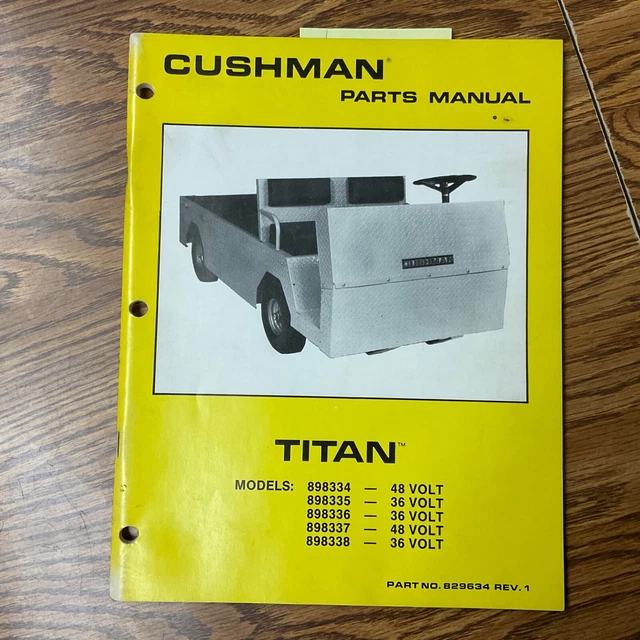 CUSHMAN®
PARTS MANUAL
CUSHMAN
TITAN™
MODELS: 898334 — 48 VOLT
898335 — 36 VOLT
898336 — 36 VOLT
898337 — 48 VOLT
898338 — 36 VOLT
PART NO. 829634 REV. 1